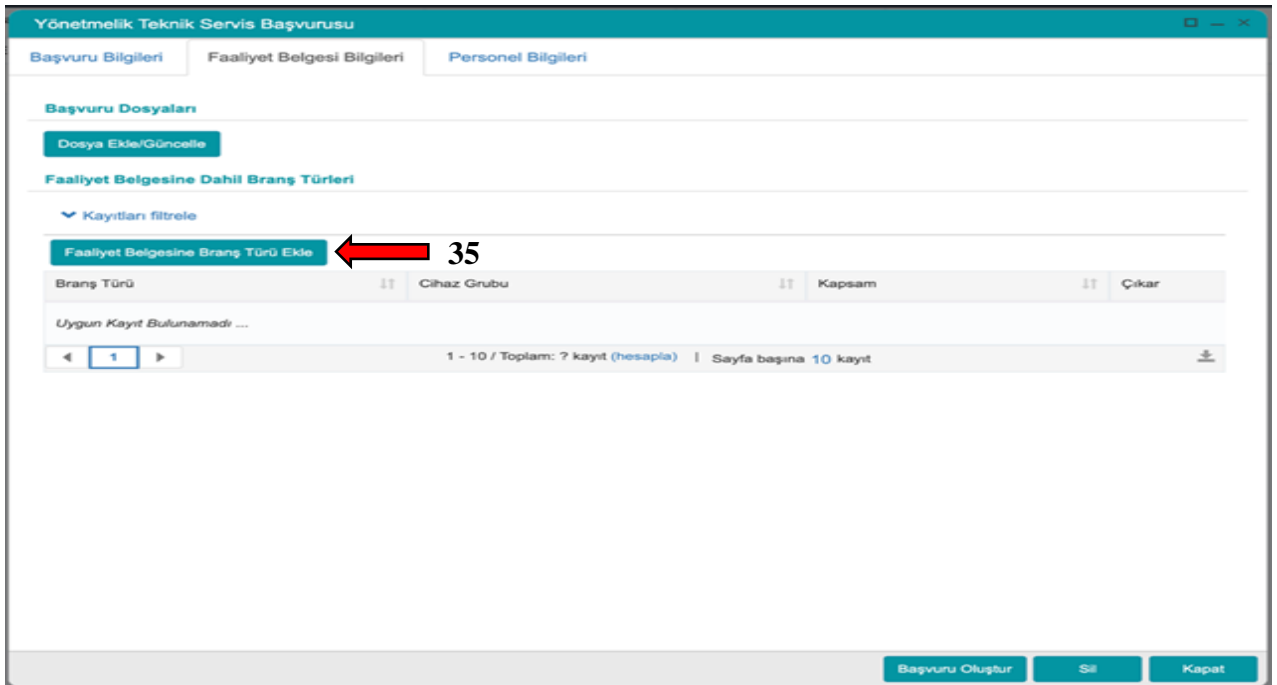 Yönetmelik Teknik Servis Başvurusu
Başvuru Bilgileri Faaliyet Belgesi Bilgileri Personel Bilgileri
Başvuru Dosyaları
Dosya Ekle/Güncelle
Faaliyet Belgesine Dahil Branş Türleri
Kayıtları filtrele
Faaliyet Belgesine Branş Türü Ekle 35
Branş Türü Cihaz Grubu Kapsam Çıkar
Uygun Kayıt Bulunamadı ...
1 1 - 10 / Toplam: ? kayıt (hesapla) | Sayfa başına 10 kayıt
Başvuru Oluştur Sil Kapat